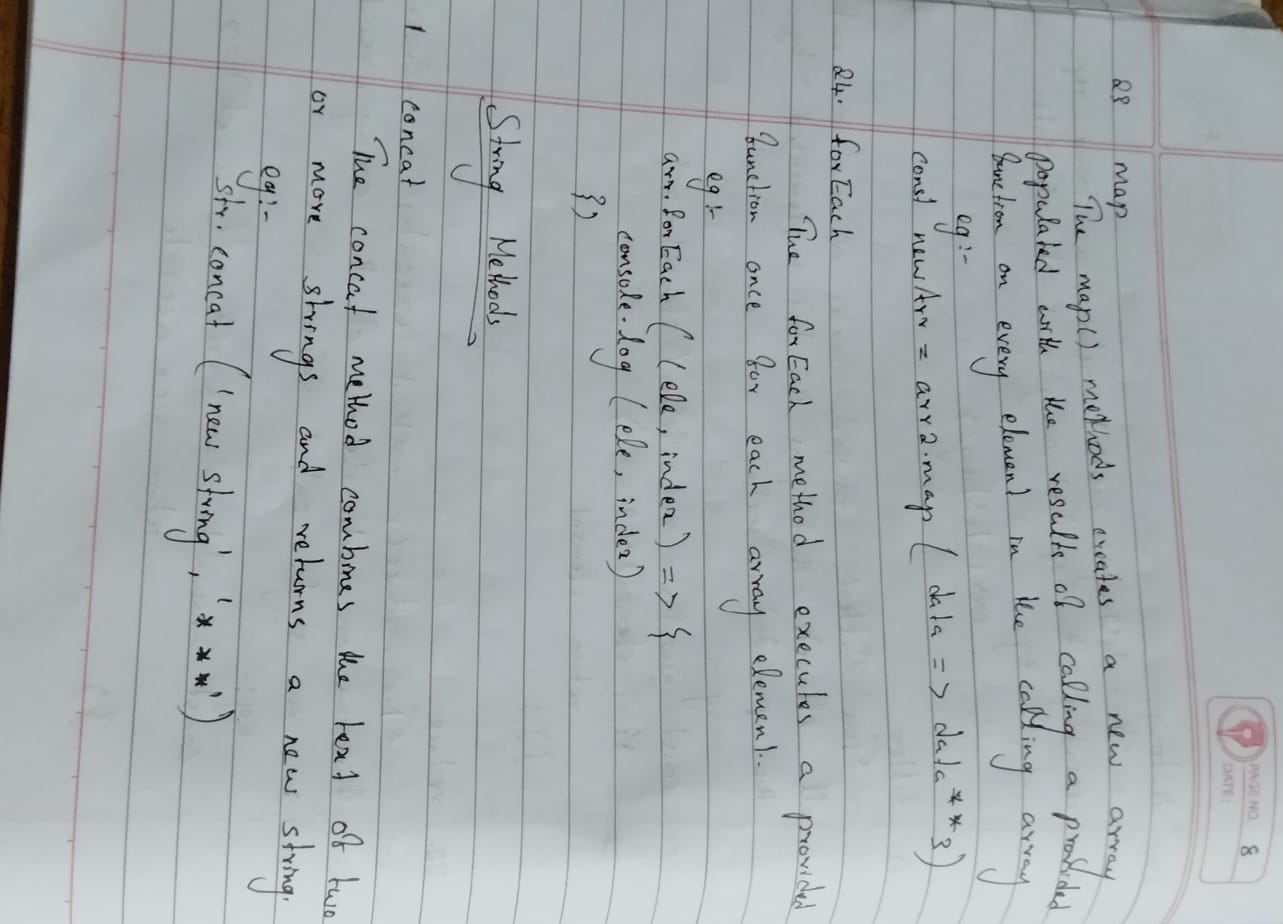 PAGE NO. 8
DATE:
23 map
The map() methods creates a new array
populated with the results of calling a provided
function on every element in the calling array
eg:-
const newArr = arr2.map ( data => data**3)
24. forEach
The forEach method executes a provided
function once for each array element..
eg:-
arr.forEach ( (ele, index) => {
console.log (ele, index)
})
String Methods
1 concat
The concat method combines the text of two
or more strings and returns a new string.
eg:-
str.concat ('new string', '***')